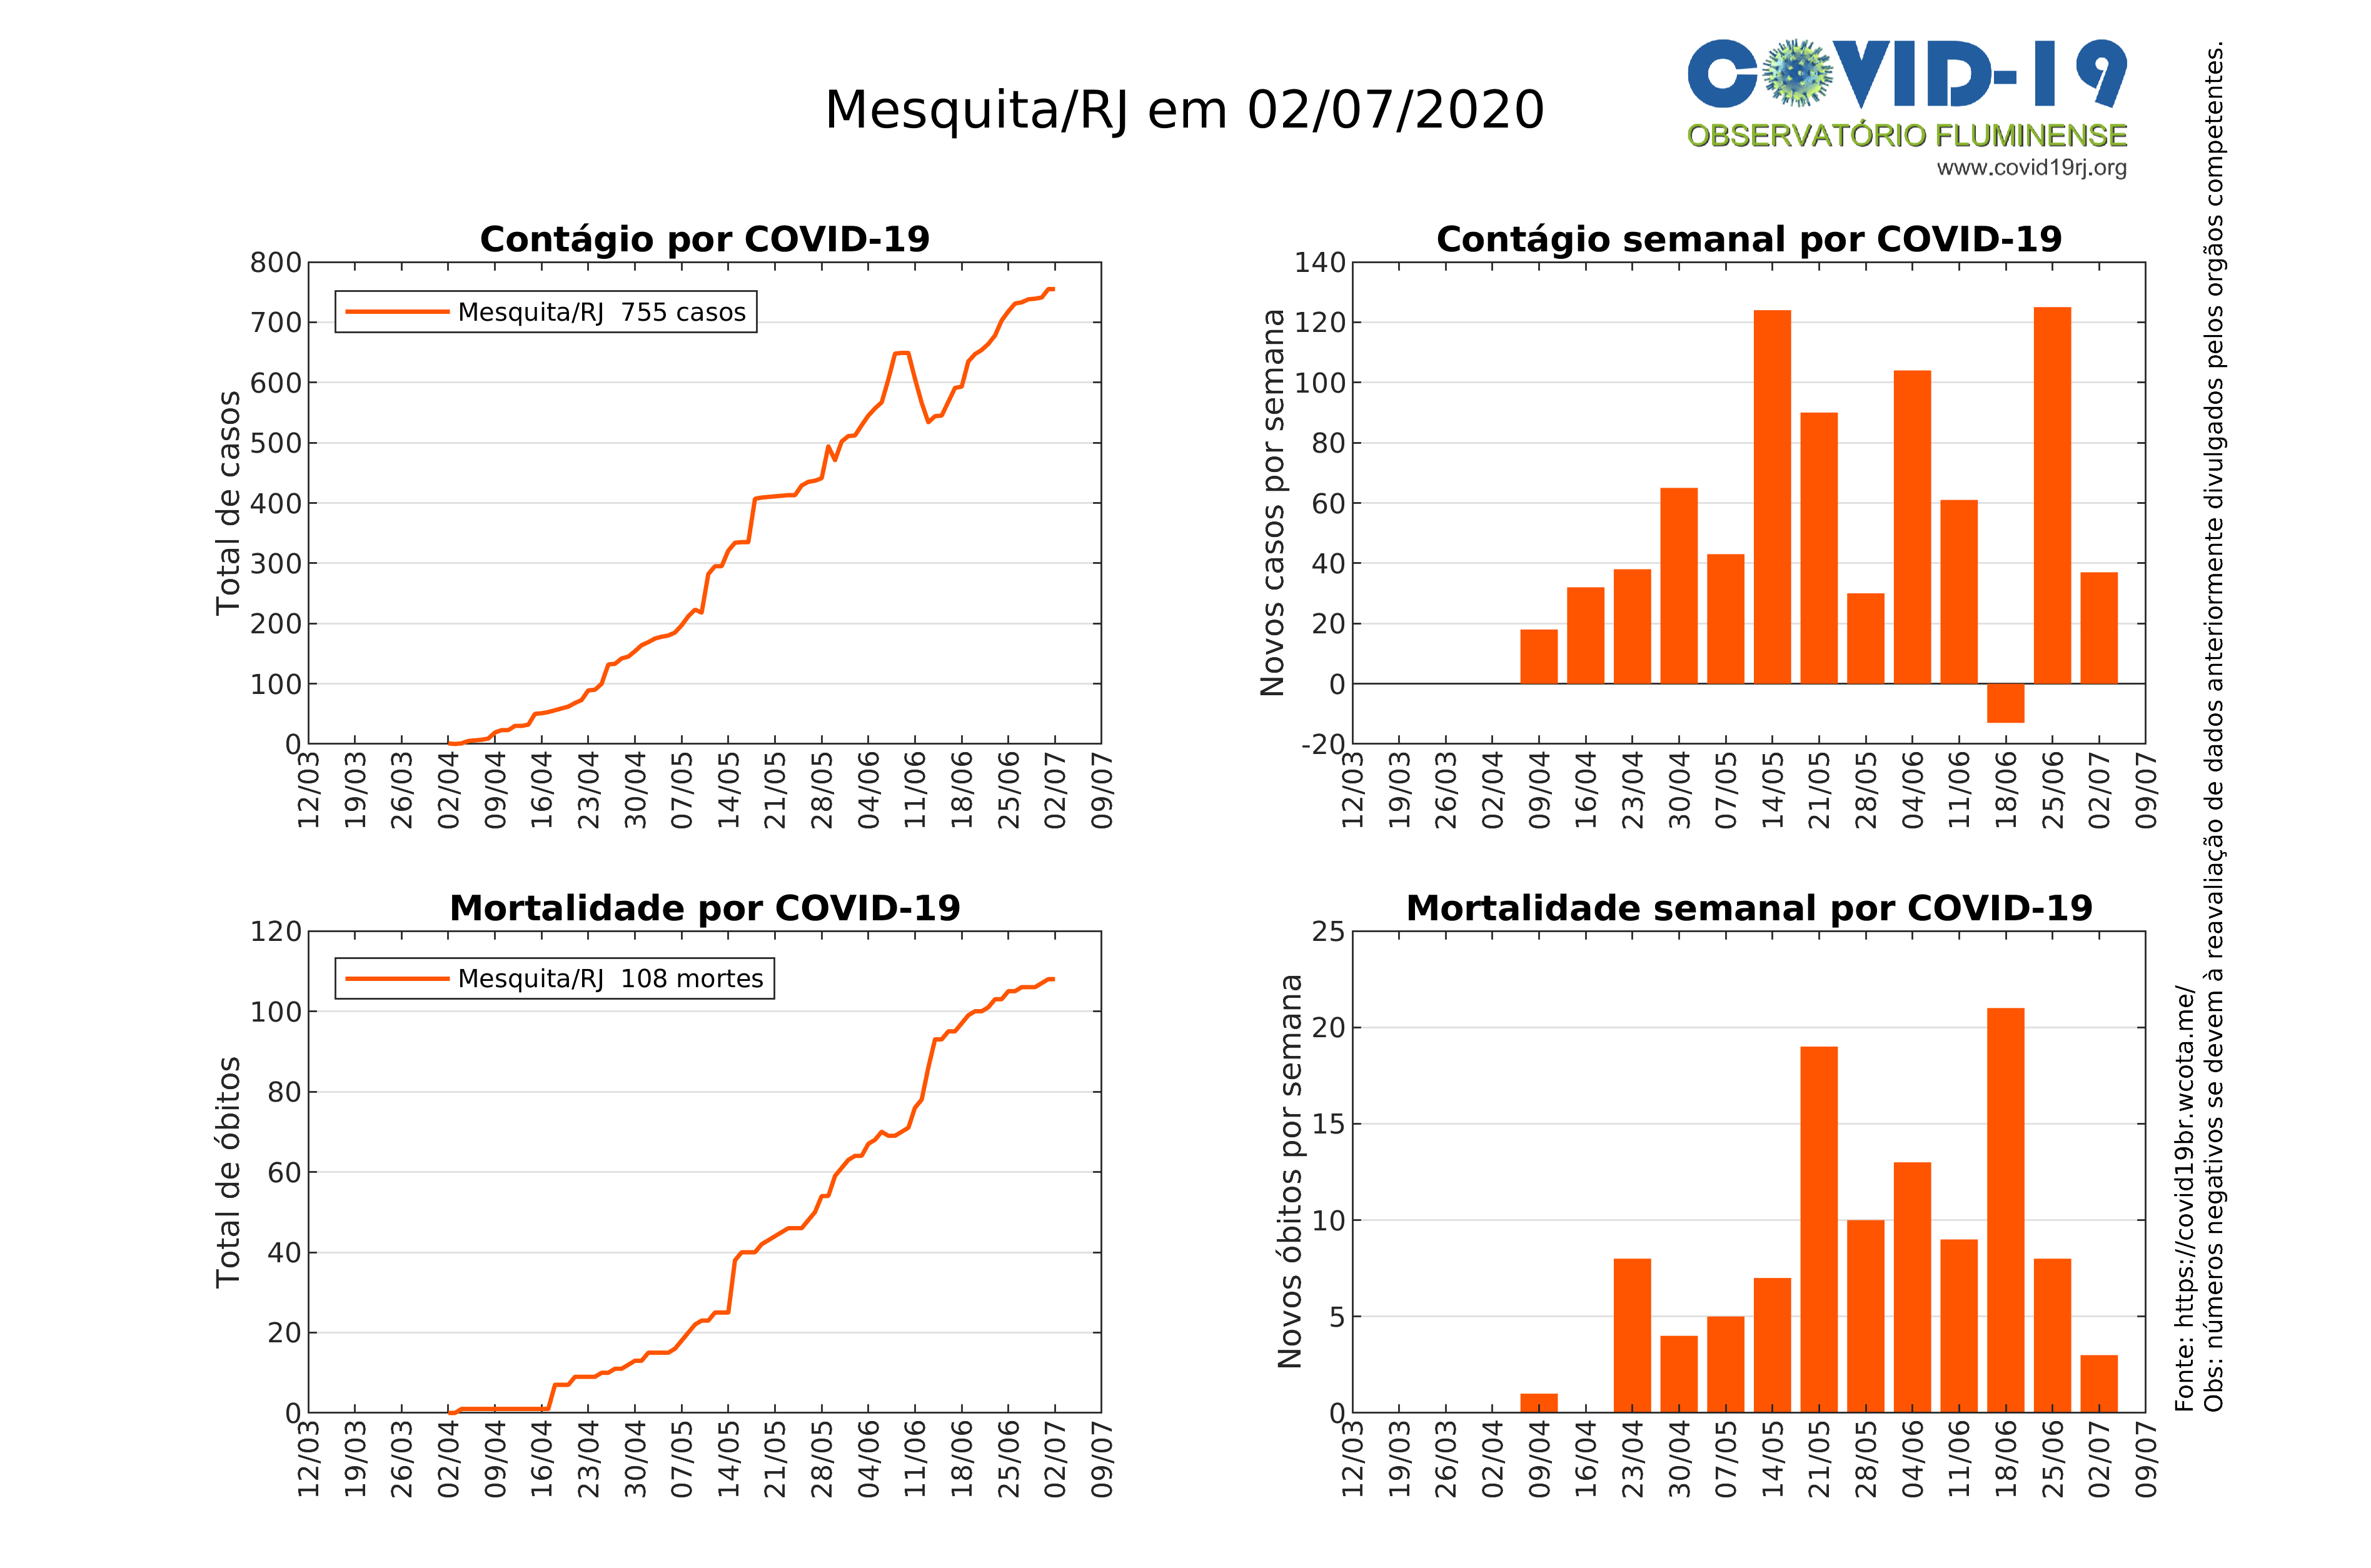 Mesquita/RJ em 02/07/2020
COVID-19
OBSERVATÓRIO FLUMINENSE
www.covid19rj.org
Contágio por COVID-19
Total de casos
800
700
600
500
400
300
200
100
0
Mesquita/RJ 755 casos
12/03 19/03 26/03 02/04 09/04 16/04 23/04 30/04 07/05 14/05 21/05 28/05 04/06 11/06 18/06 25/06 02/07 09/07
Contágio semanal por COVID-19
Novos casos por semana
140
120
100
80
60
40
20
0
-20
12/03 19/03 26/03 02/04 09/04 16/04 23/04 30/04 07/05 14/05 21/05 28/05 04/06 11/06 18/06 25/06 02/07 09/07
Mortalidade por COVID-19
Total de óbitos
120
100
80
60
40
20
0
Mesquita/RJ 108 mortes
12/03 19/03 26/03 02/04 09/04 16/04 23/04 30/04 07/05 14/05 21/05 28/05 04/06 11/06 18/06 25/06 02/07 09/07
Mortalidade semanal por COVID-19
Novos óbitos por semana
25
20
15
10
5
0
12/03 19/03 26/03 02/04 09/04 16/04 23/04 30/04 07/05 14/05 21/05 28/05 04/06 11/06 18/06 25/06 02/07 09/07
Fonte: https://covid19br.wcota.me/
Obs: números negativos se devem à reavaliação de dados anteriormente divulgados pelos orgãos competentes.